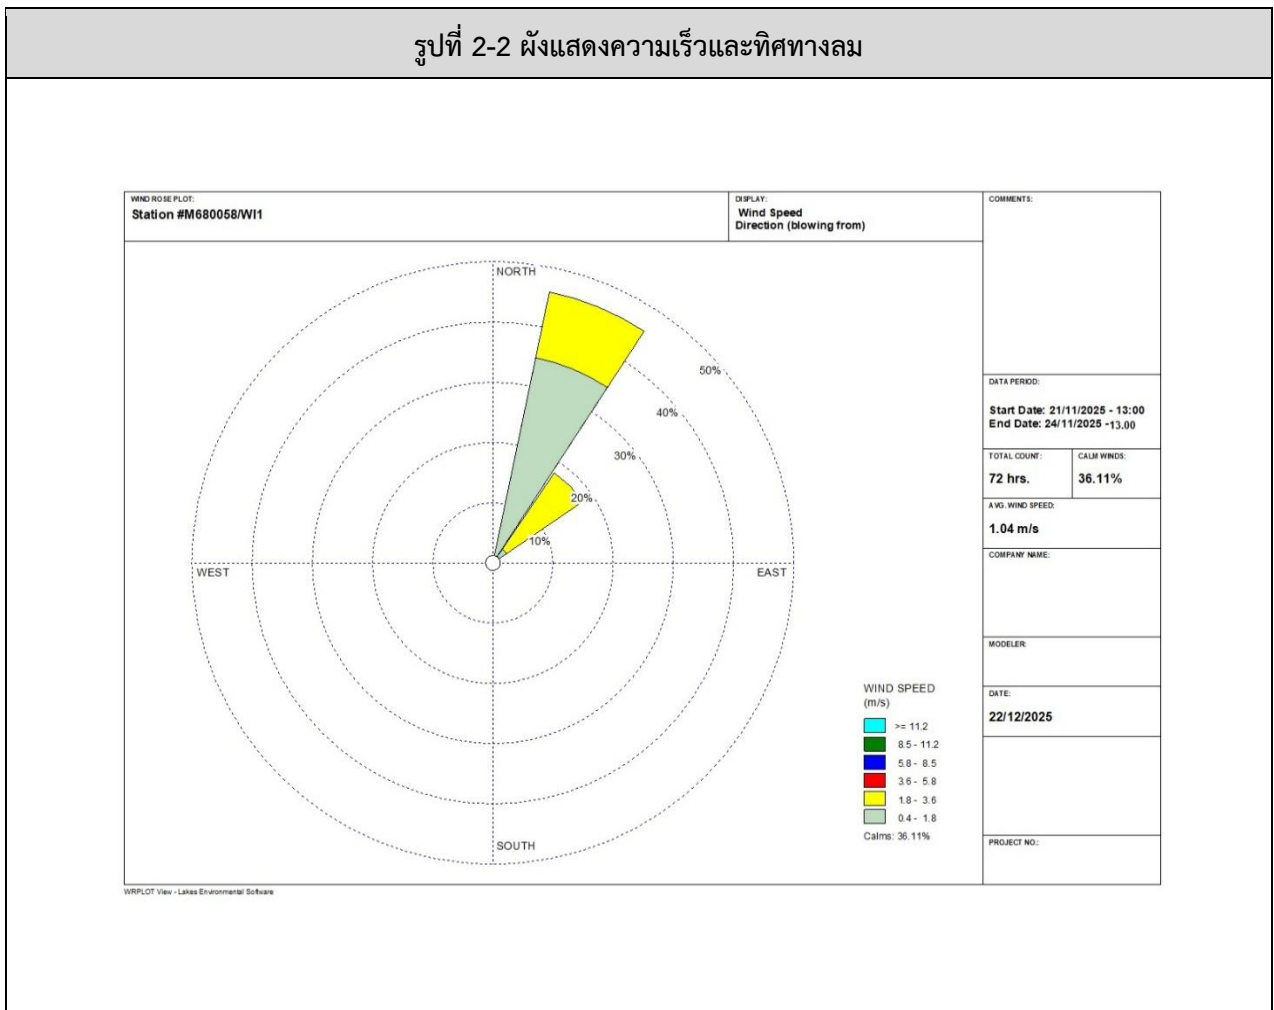 รูปที่ 2-2 ผังแสดงความเร็วและทิศทางลม
WIND ROSE PLOT:
Station #M680058/WI1
DISPLAY:
Wind Speed
Direction (blowing from)
COMMENTS:
NORTH
50%
40%
30%
20%
10%
WEST
EAST
SOUTH
DATA PERIOD:
Start Date: 21/11/2025 - 13:00
End Date: 24/11/2025 -13.00
TOTAL COUNT:
72 hrs.
CALM WINDS:
36.11%
AVG. WIND SPEED:
1.04 m/s
COMPANY NAME:
MODELER:
DATE:
22/12/2025
PROJECT NO.:
WIND SPEED
(m/s)
>= 11.2
8.5 - 11.2
5.8 - 8.5
3.6 - 5.8
1.8 - 3.6
0.4 - 1.8
Calms: 36.11%
WRPLOT View - Lakes Environmental Software